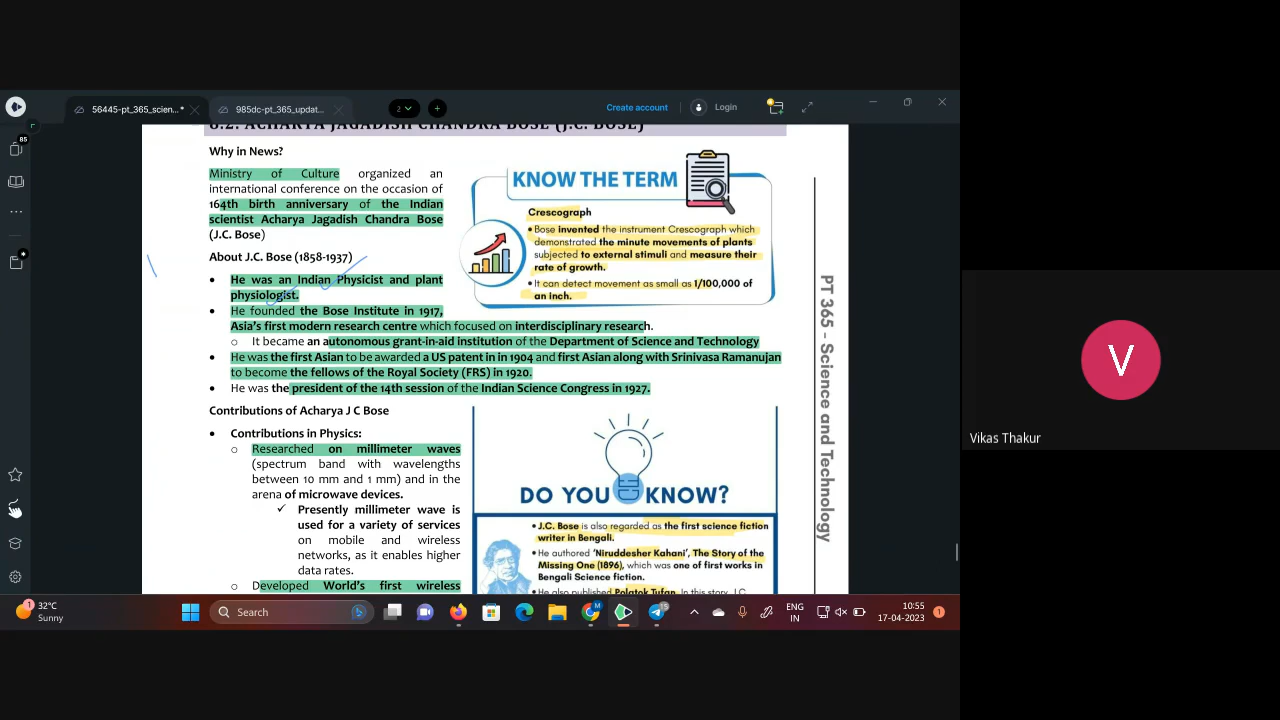 56445-pt_365_scien...*
985dc-pt_365_updat...
2
Create account
Login
85
8.2. ACHARYA JAGADISH CHANDRA BOSE (J.C. BOSE)
Why in News?
Ministry of Culture organized an
international conference on the occasion of
164th birth anniversary of the Indian
scientist Acharya Jagadish Chandra Bose
(J.C. Bose)
About J.C. Bose (1858-1937)
• He was an Indian Physicist and plant
physiologist.
• He founded the Bose Institute in 1917,
Asia's first modern research centre which focused on interdisciplinary research.
o It became an autonomous grant-in-aid institution of the Department of Science and Technology
• He was the first Asian to be awarded a US patent in in 1904 and first Asian along with Srinivasa Ramanujan
to become the fellows of the Royal Society (FRS) in 1920.
• He was the president of the 14th session of the Indian Science Congress in 1927.
KNOW THE TERM
Crescograph
• Bose invented the instrument Crescograph which
demonstrated the minute movements of plants
subjected to external stimuli and measure their
rate of growth.
• It can detect movement as small as 1/100,000 of
an inch.
Contributions of Acharya J C Bose
• Contributions in Physics:
o Researched on millimeter waves
(spectrum band with wavelengths
between 10 mm and 1 mm) and in the
arena of microwave devices.
✓ Presently millimeter wave is
used for a variety of services
on mobile and wireless
networks, as it enables higher
data rates.
o Developed World's first wireless
DO YOU KNOW?
• J.C. Bose is also regarded as the first science fiction
writer in Bengali.
• He authored 'Niruddesher Kahani', The Story of the
Missing One (1896), which was one of first works in
Bengali Science fiction.
• He also published Polatok Tufan. In this story, J.C.
PT 365 - Science and Technology
V
Vikas Thakur
1
32°C
Sunny
Search
M
15
ENG
IN
10:55
17-04-2023
1